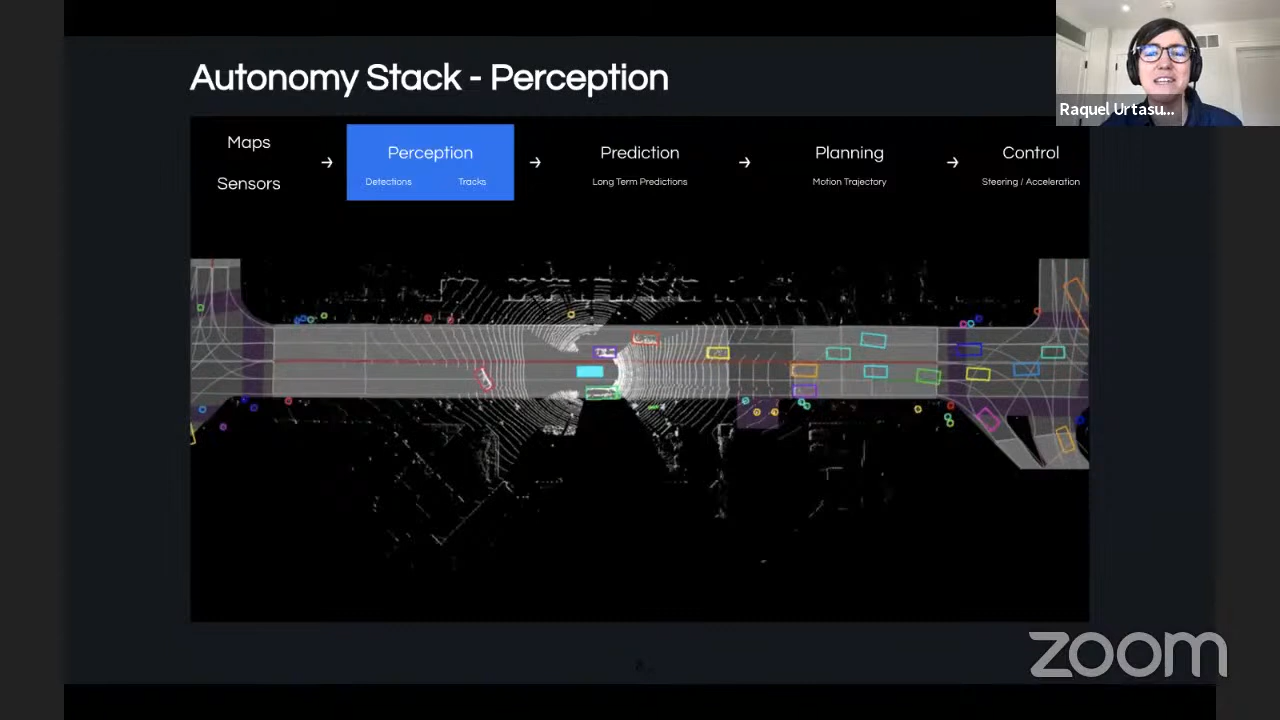 Autonomy Stack - Perception
Raquel Urtasu...
Maps
Sensors
Perception
Detections Tracks
Prediction
Long Term Predictions
Planning
Motion Trajectory
Control
Steering / Acceleration
zoom